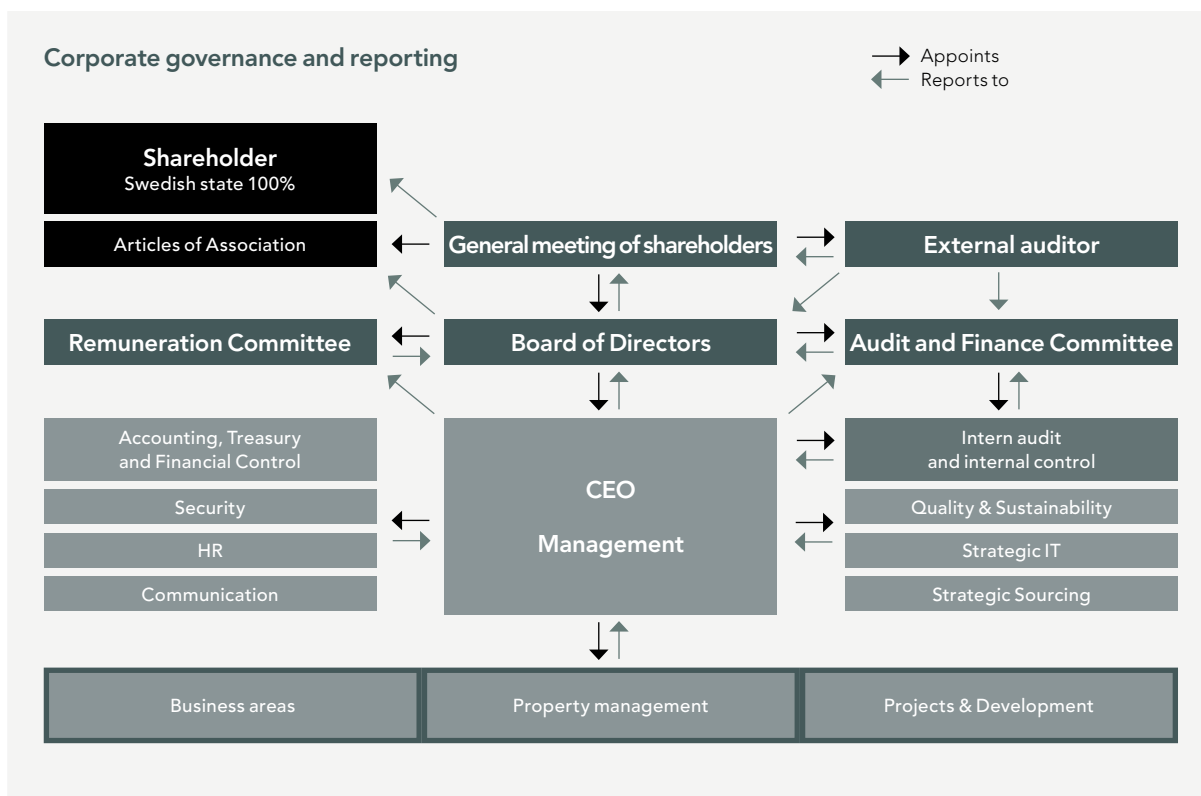 Corporate governance and reporting
Appoints
Reports to
Shareholder
Swedish state 100%
Articles of Association
General meeting of shareholders
External auditor
Remuneration Committee
Board of Directors
Audit and Finance Committee
Accounting, Treasury
and Financial Control
Security
HR
Communication
CEO
Management
Intern audit
and internal control
Quality & Sustainability
Strategic IT
Strategic Sourcing
Business areas
Property management
Projects & Development